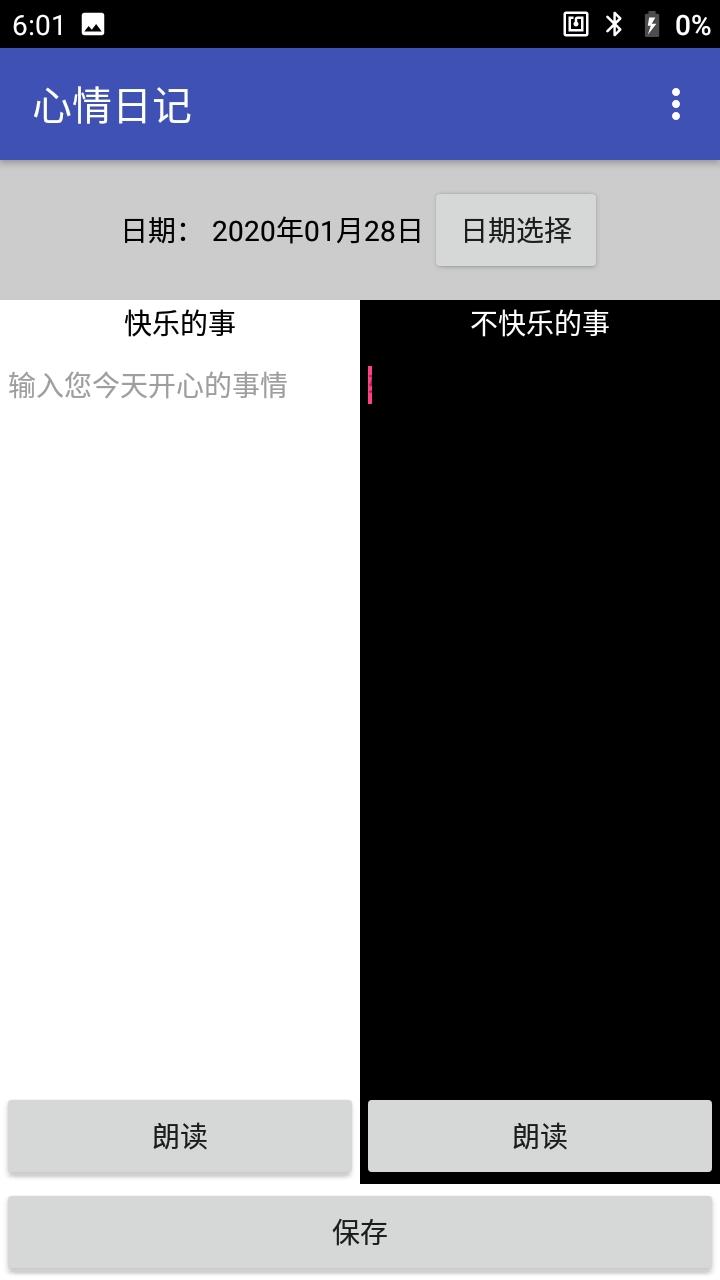 6:01
0%
心情日记
日期： 2020年01月28日 日期选择
快乐的事
不快乐的事
输入您今天开心的事情
朗读
朗读
保存